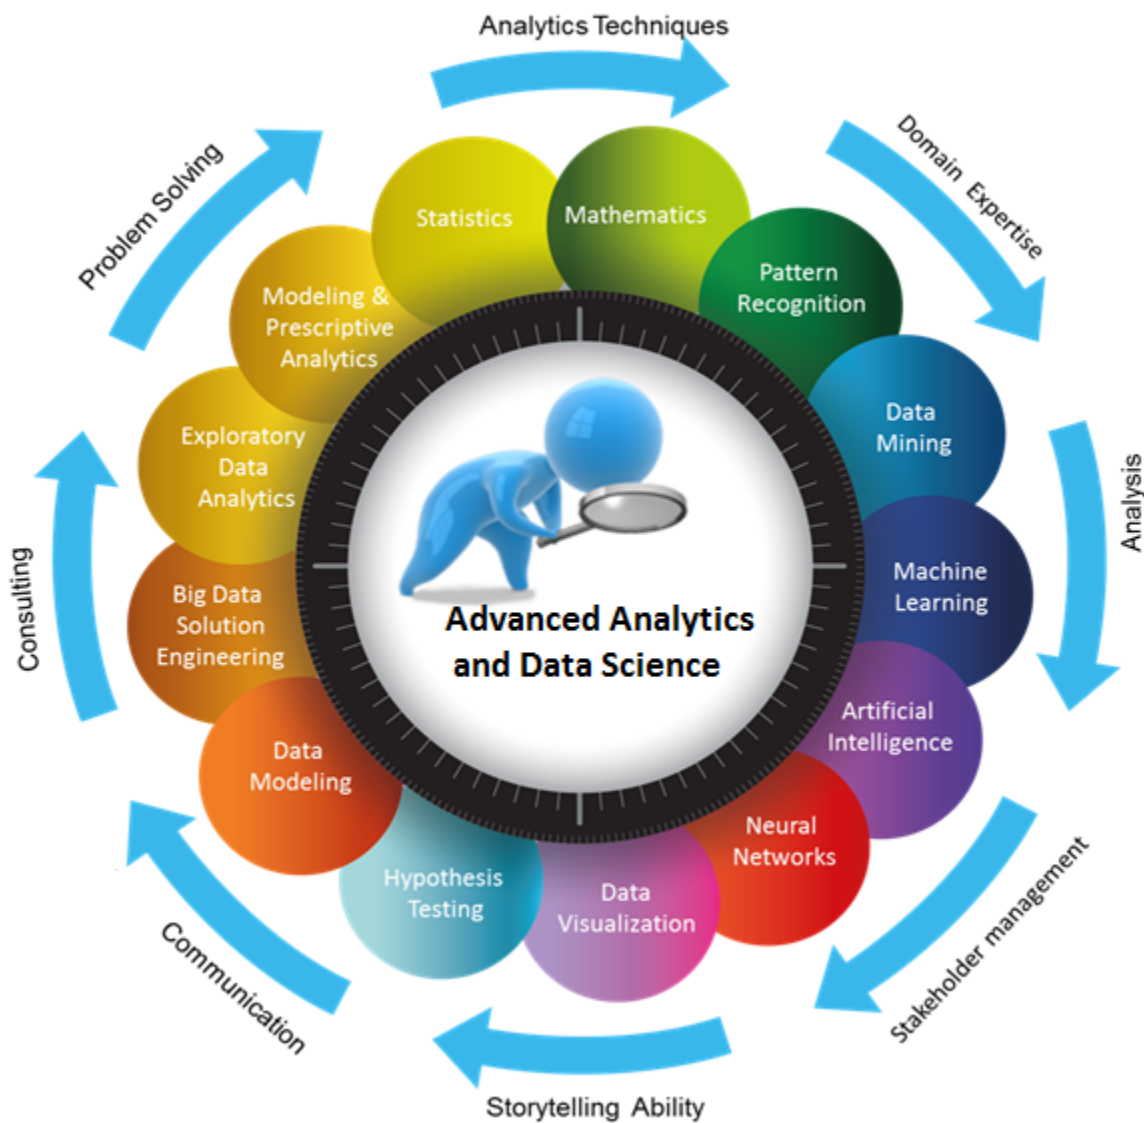 Analytics Techniques
Domain Expertise
Analysis
Stakeholder management
Storytelling Ability
Communication
Consulting
Problem Solving
Statistics
Mathematics
Pattern
Recognition
Data
Mining
Machine
Learning
Artificial
Intelligence
Neural
Networks
Data
Visualization
Hypothesis
Testing
Data
Modeling
Big Data
Solution
Engineering
Exploratory
Data
Analytics
Modeling &
Prescriptive
Analytics
Advanced Analytics
and Data Science